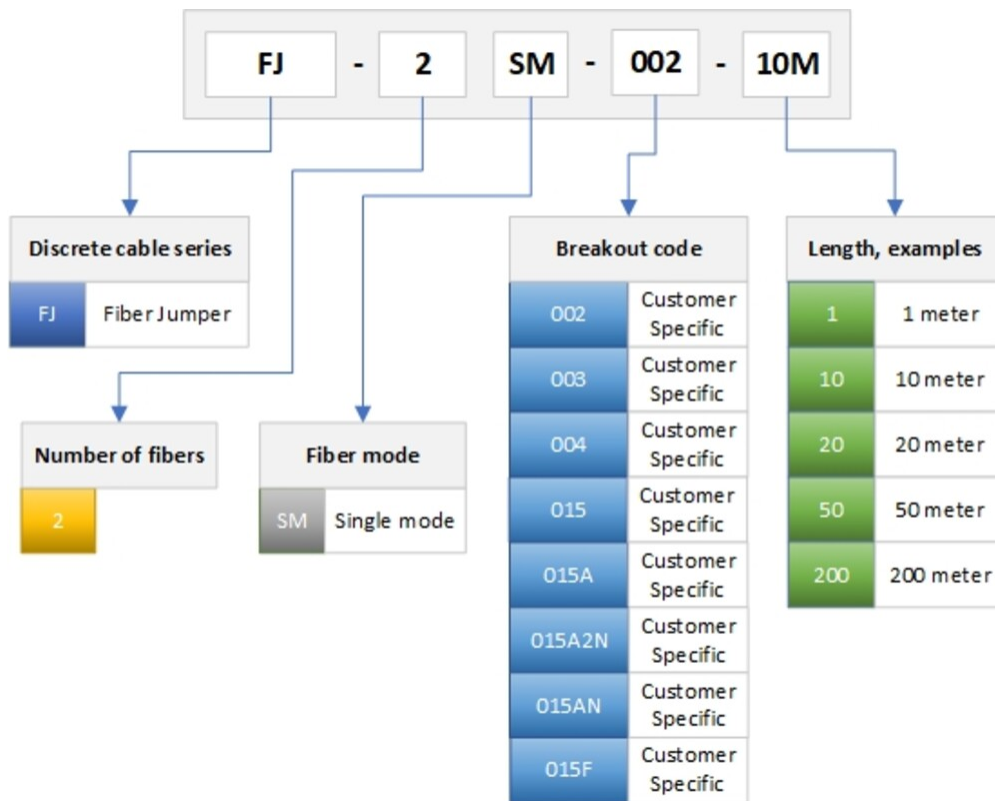 FJ - 2 SM - 002 - 10M
Discrete cable series
FJ Fiber Jumper
Number of fibers
2
Fiber mode
SM Single mode
Breakout code
002 Customer
Specific
003 Customer
Specific
004 Customer
Specific
015 Customer
Specific
015A Customer
Specific
015A2N Customer
Specific
015AN Customer
Specific
015F Customer
Specific
Length, examples
1 1 meter
10 10 meter
20 20 meter
50 50 meter
200 200 meter